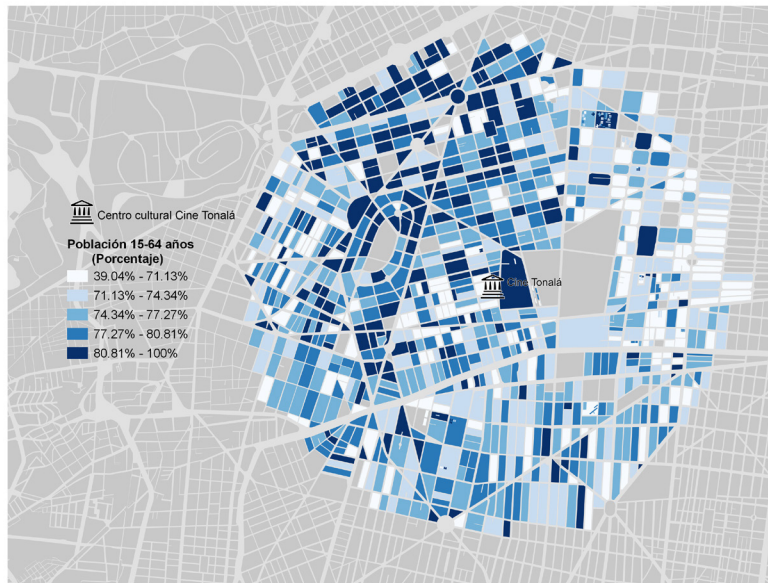 Centro cultural Cine Tonalá
Población 15-64 años
(Porcentaje)
39.04% - 71.13%
71.13% - 74.34%
74.34% - 77.27%
77.27% - 80.81%
80.81% - 100%
Cine Tonalá